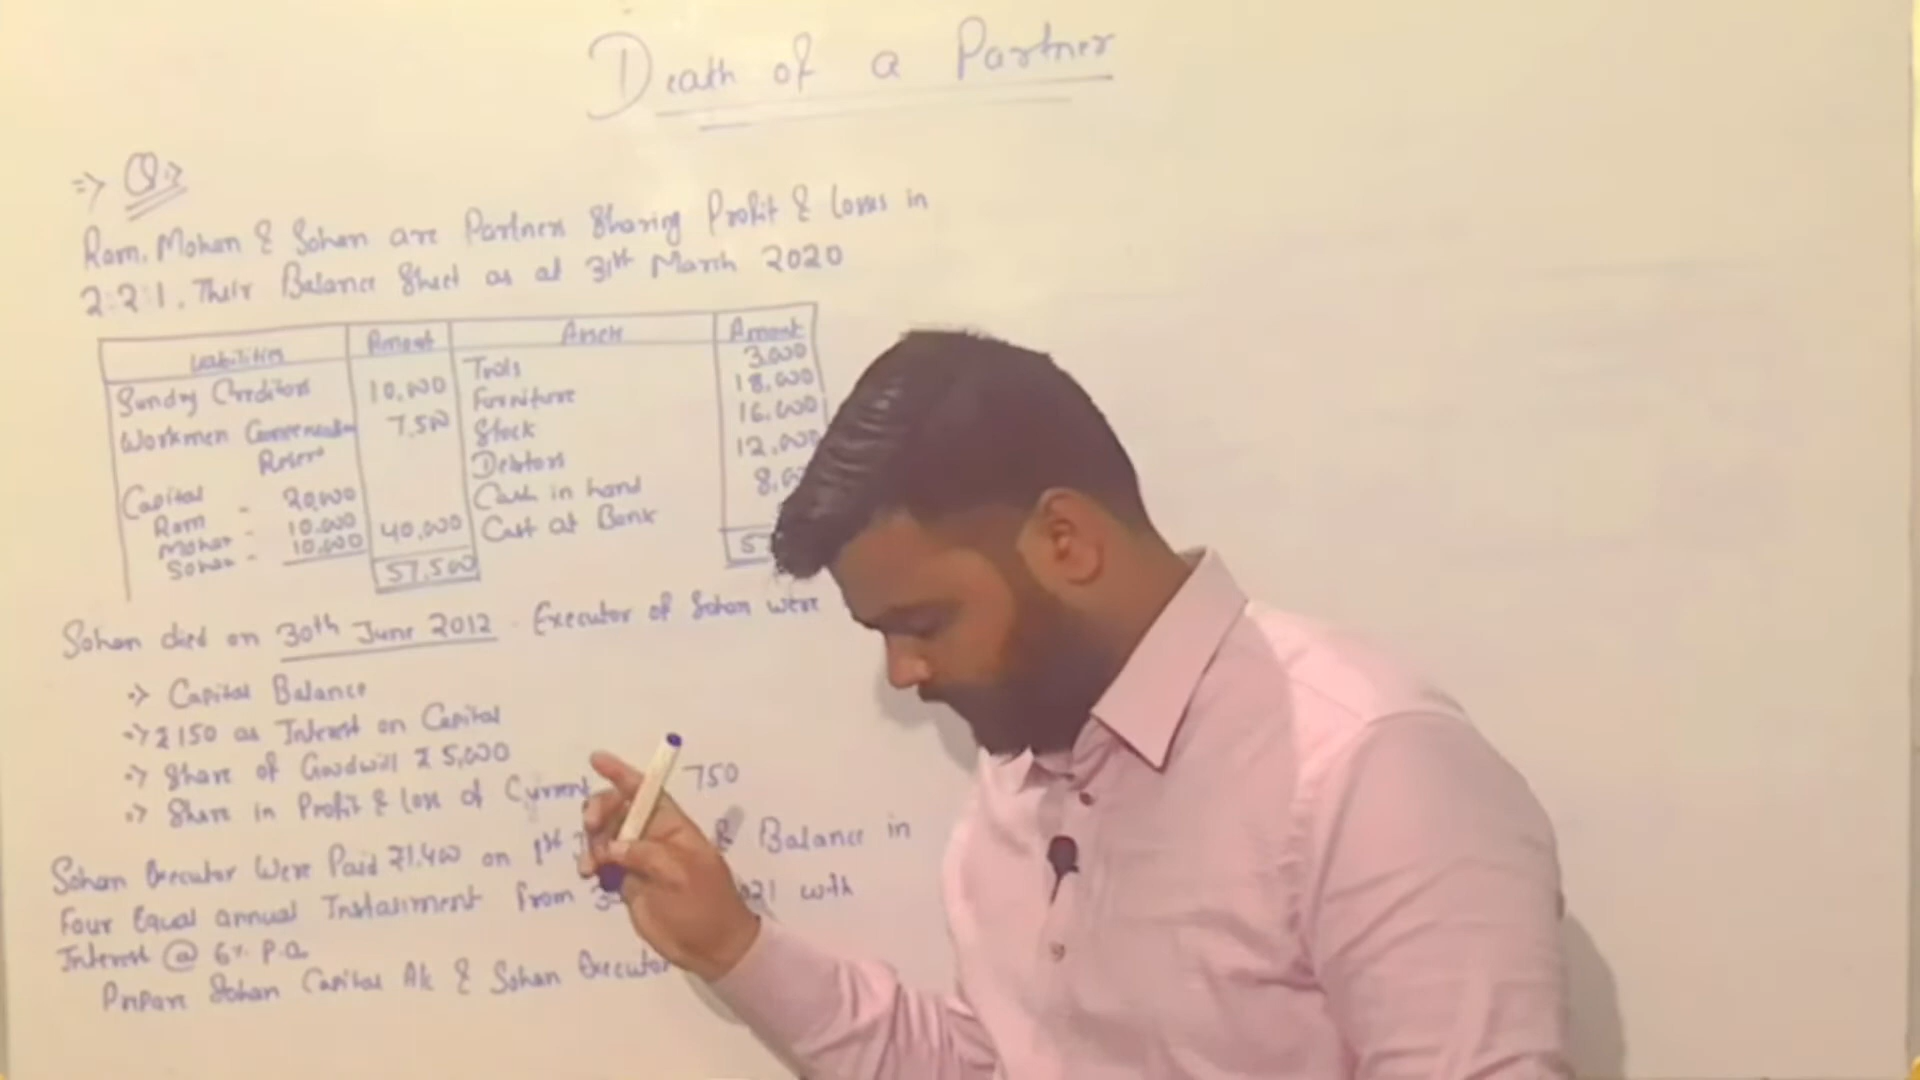 Death of a Partner
=> Q:->
Ram, Mohan & Sohan are Partners Sharing Profit & Losses in
2:2:1. Their Balance Sheet as at 31th March 2020
Liabilities Amount Assets Amount
Sundry Creditors 10,000 Tools 3,000
Furniture 18,000
Workmen Compensation 7,500 Stock 16,000
Reserve Debtors 12,000
Capital Cash in hand
Ram - 20,000 Cash at Bank
Mohan - 10,000 40,000
Sohan - 10,000
57,500
Sohan died on 30th June 2012. Executor of Sohan were
=> Capital Balance
=> ₹150 as Interest on Capital
=> Share of Goodwill ₹ 5,000
=> Share in Profit & Loss of Current 750
Sohan Executor Were Paid ₹1,400 on 1st & Balance in
Four Equal annual Installment From with
Interest @ 6% P.a.
Prepare Sohan Capital A/c & Sohan Executor